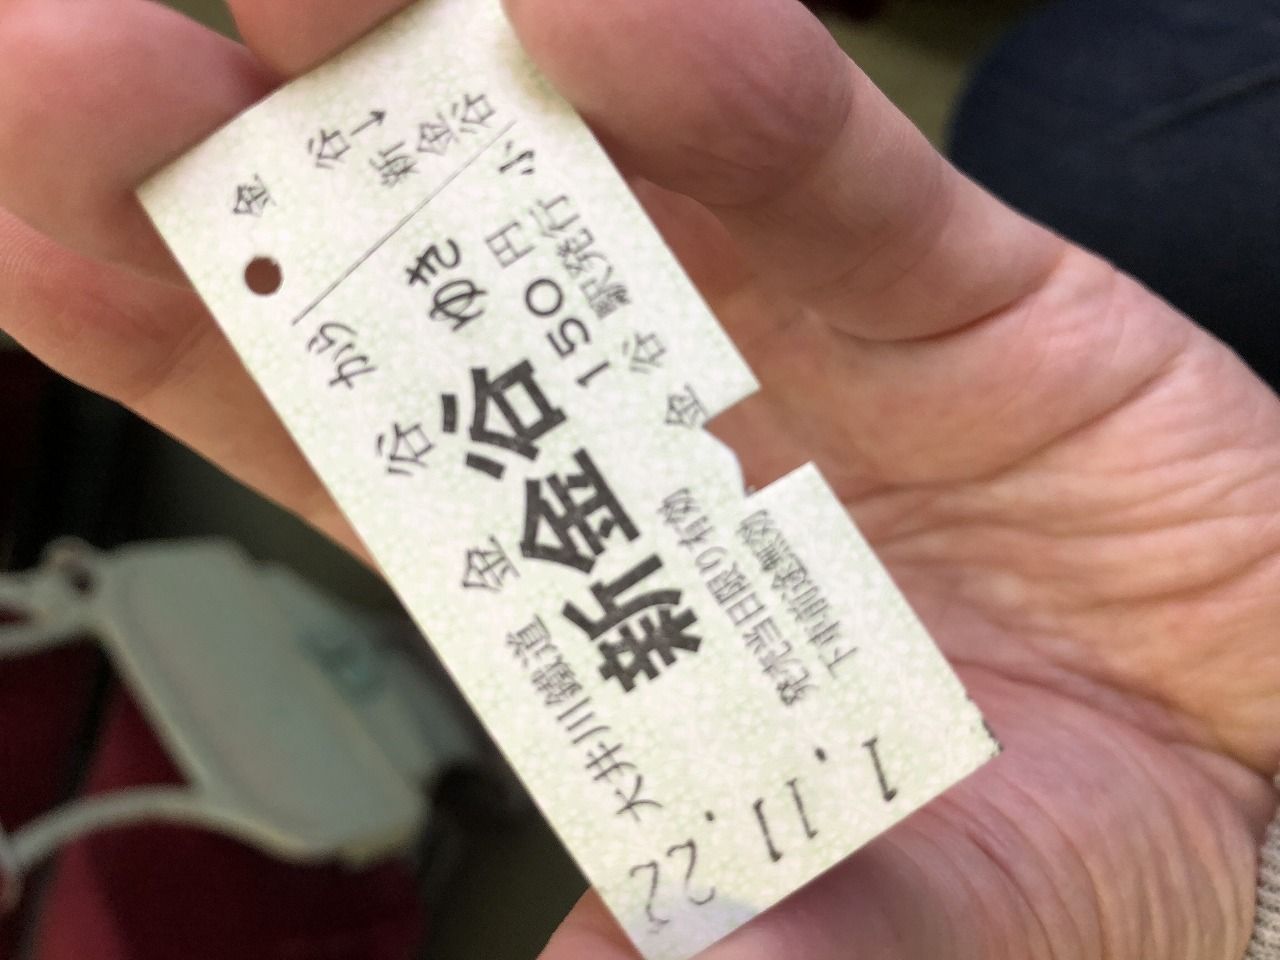 22.11.1
大井川鐵道
金谷から
新金谷ゆき
150円
発売当日限り有効
下車前途無効
金谷駅発行
小
金谷→
新金谷